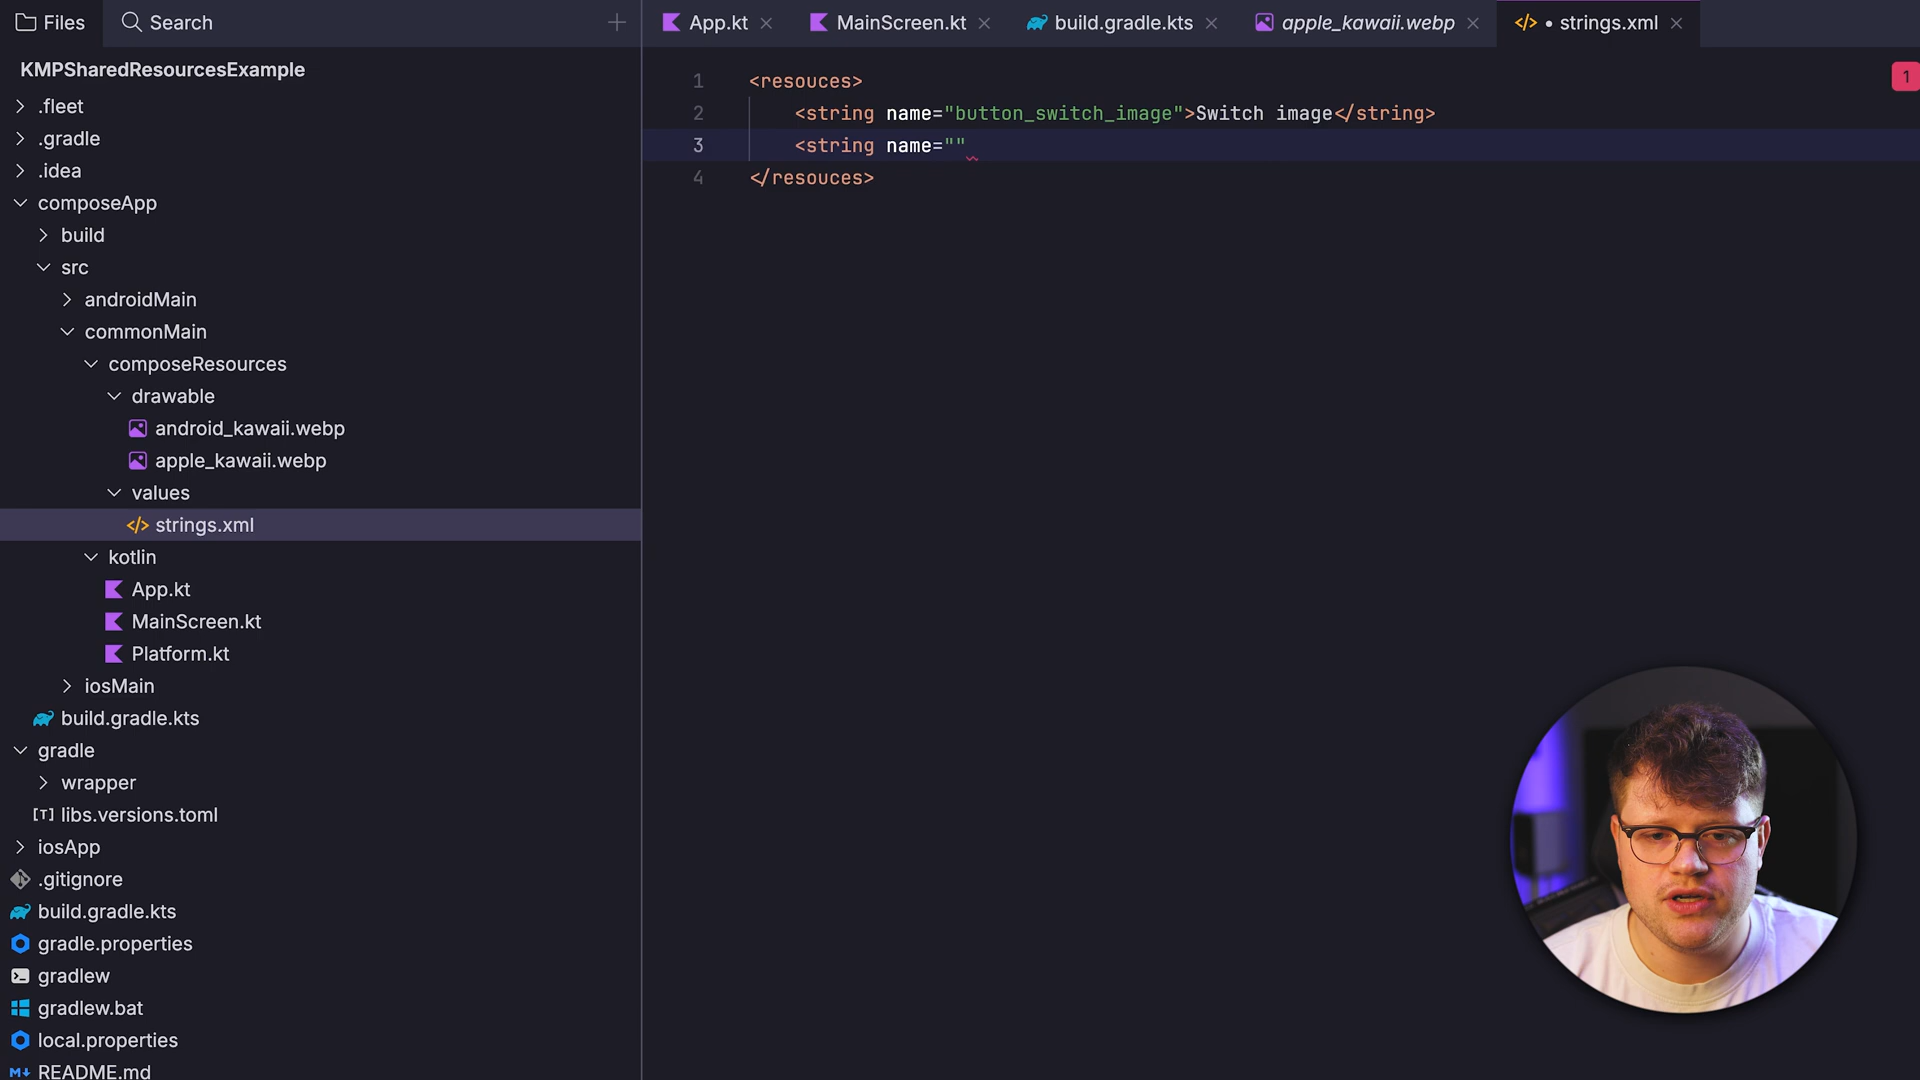 Files
Search
App.kt
MainScreen.kt
build.gradle.kts
apple_kawaii.webp
strings.xml
KMPSharedResourcesExample
.fleet
.gradle
.idea
composeApp
build
src
androidMain
commonMain
composeResources
drawable
android_kawaii.webp
apple_kawaii.webp
values
</> strings.xml
kotlin
App.kt
MainScreen.kt
Platform.kt
iosMain
build.gradle.kts
gradle
wrapper
[T] libs.versions.toml
iosApp
.gitignore
build.gradle.kts
gradle.properties
gradlew
gradlew.bat
local.properties
M↓ README.md
1 <resouces>
2 <string name="button_switch_image">Switch image</string>
3 <string name=""
4 </resouces>
1